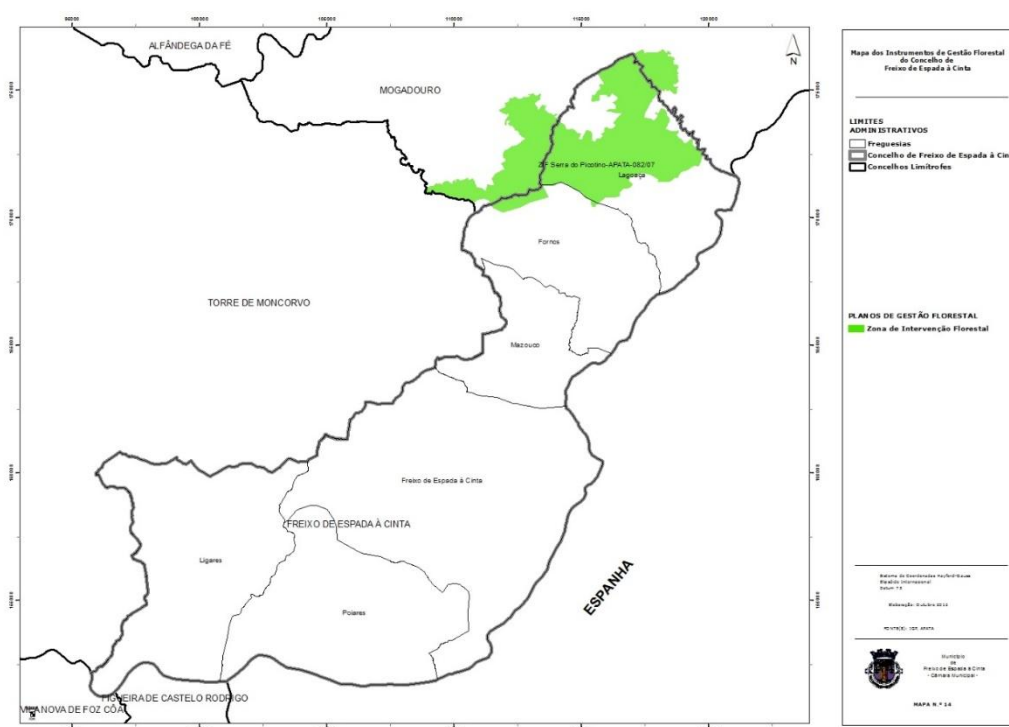 ALFÂNDEGA DA FÉ
MOGADOURO
N
ZIF Serra do Picotino-APATA-082/07
Lagoaça
Fornos
TORRE DE MONCORVO
Mazouco
Freixo de Espada à Cinta
FREIXO DE ESPADA À CINTA
Ligares
Poiares
ESPANHA
FIGUEIRA DE CASTELO RODRIGO
VILA NOVA DE FOZ CÔA
Mapa dos Instrumentos de Gestão Florestal
do Concelho de
Freixo de Espada à Cinta
LIMITES
ADMINISTRATIVOS
Freguesias
Concelho de Freixo de Espada à Cin
Concelhos Limítrofes
PLANOS DE GESTÃO FLORESTAL
Zona de Intervenção Florestal
Município
de
Freixo de Espada à Cinta
- Câmara Municipal -
MAPA N.º 14